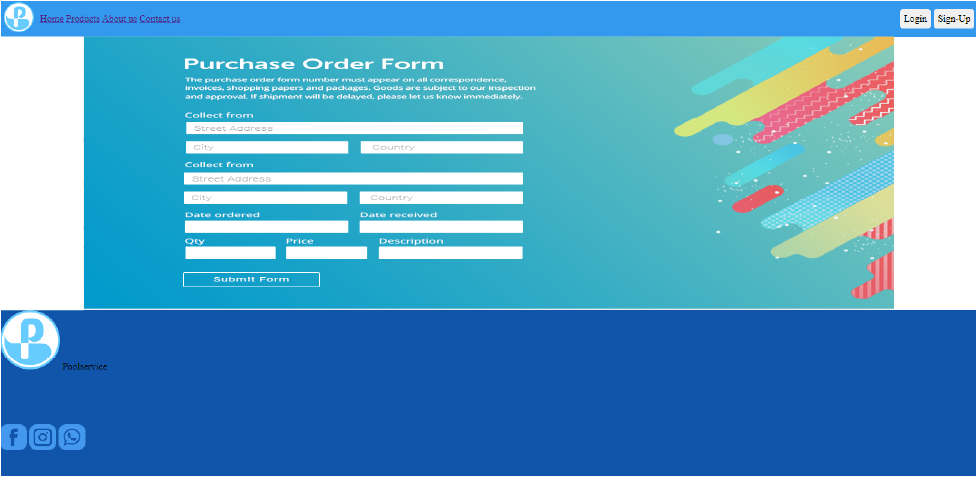 Home Products About us Contact us
Login Sign-Up
Purchase Order Form
The purchase order form number must appear on all correspondence,
invoices, shopping papers and packages. Goods are subject to our inspection
and approval. If shipment will be delayed, please let us know immediately.
Collect from
Street Address
City Country
Collect from
Street Address
City Country
Date ordered Date received
Qty Price Description
Submit Form
Poolservice